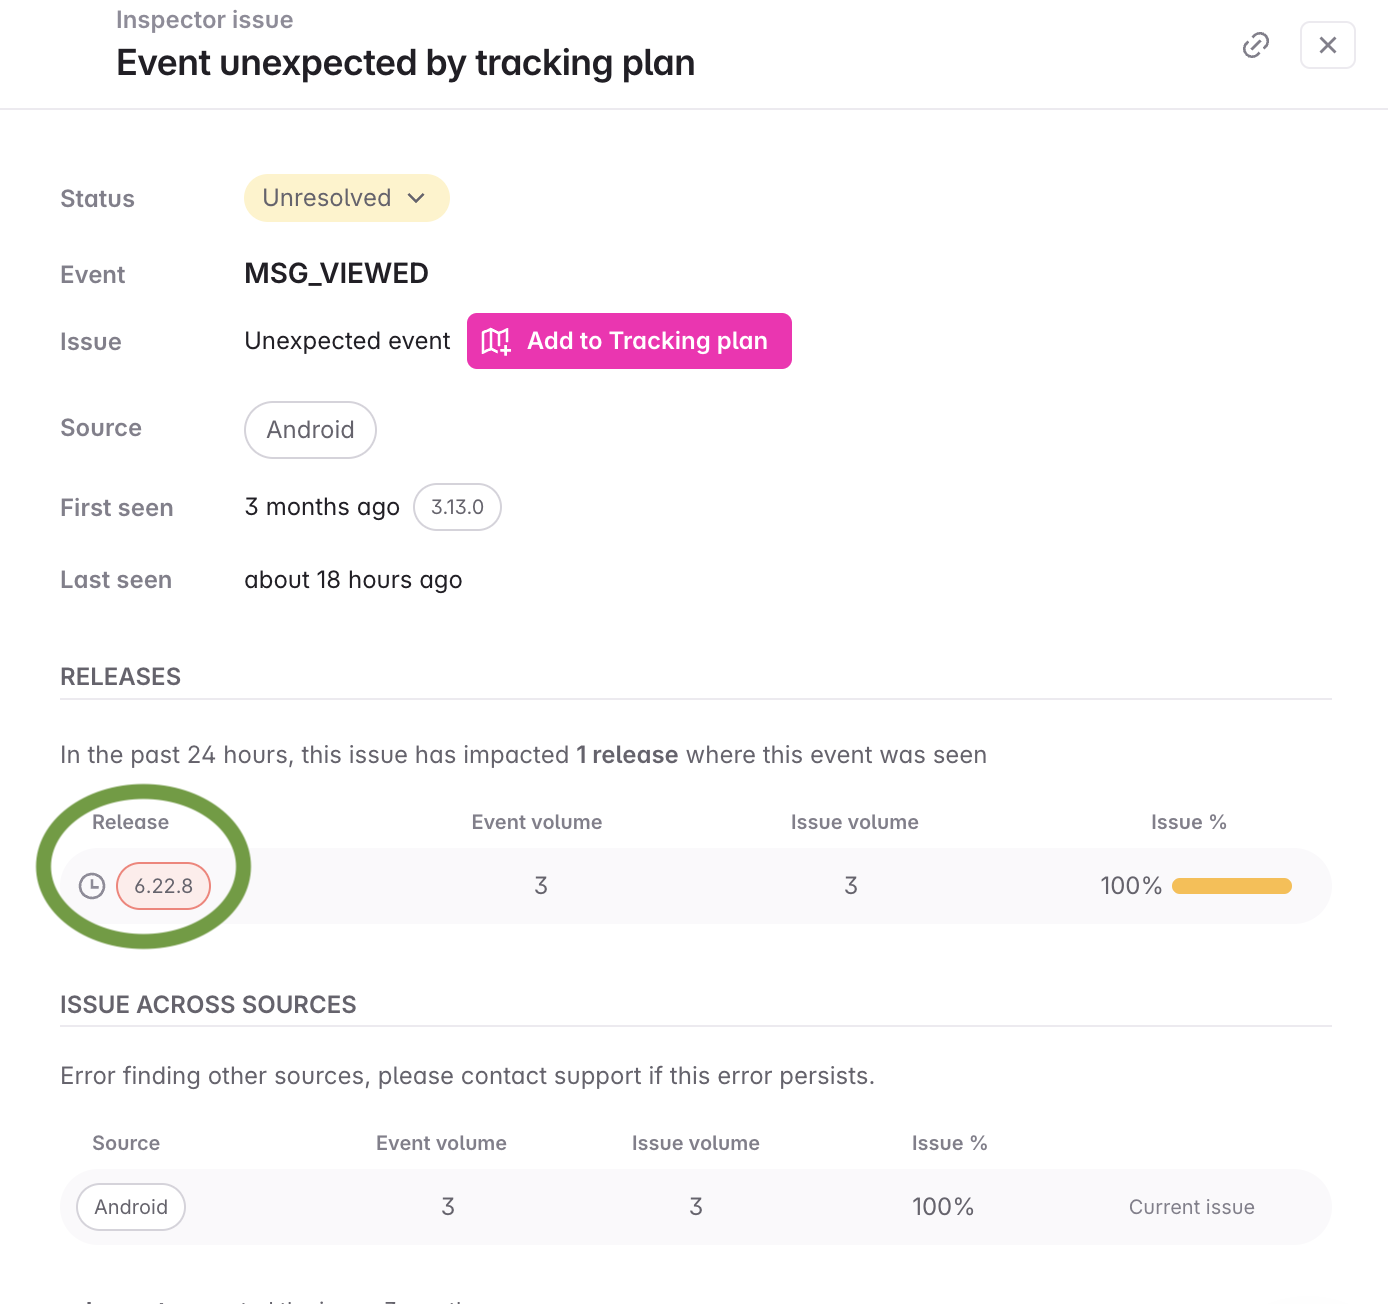 Inspector issue
Event unexpected by tracking plan
Status Unresolved
Event MSG_VIEWED
Issue Unexpected event Add to Tracking plan
Source Android
First seen 3 months ago 3.13.0
Last seen about 18 hours ago
RELEASES
In the past 24 hours, this issue has impacted 1 release where this event was seen
Release Event volume Issue volume Issue %
6.22.8 3 3 100%
ISSUE ACROSS SOURCES
Error finding other sources, please contact support if this error persists.
Source Event volume Issue volume Issue %
Android 3 3 100% Current issue